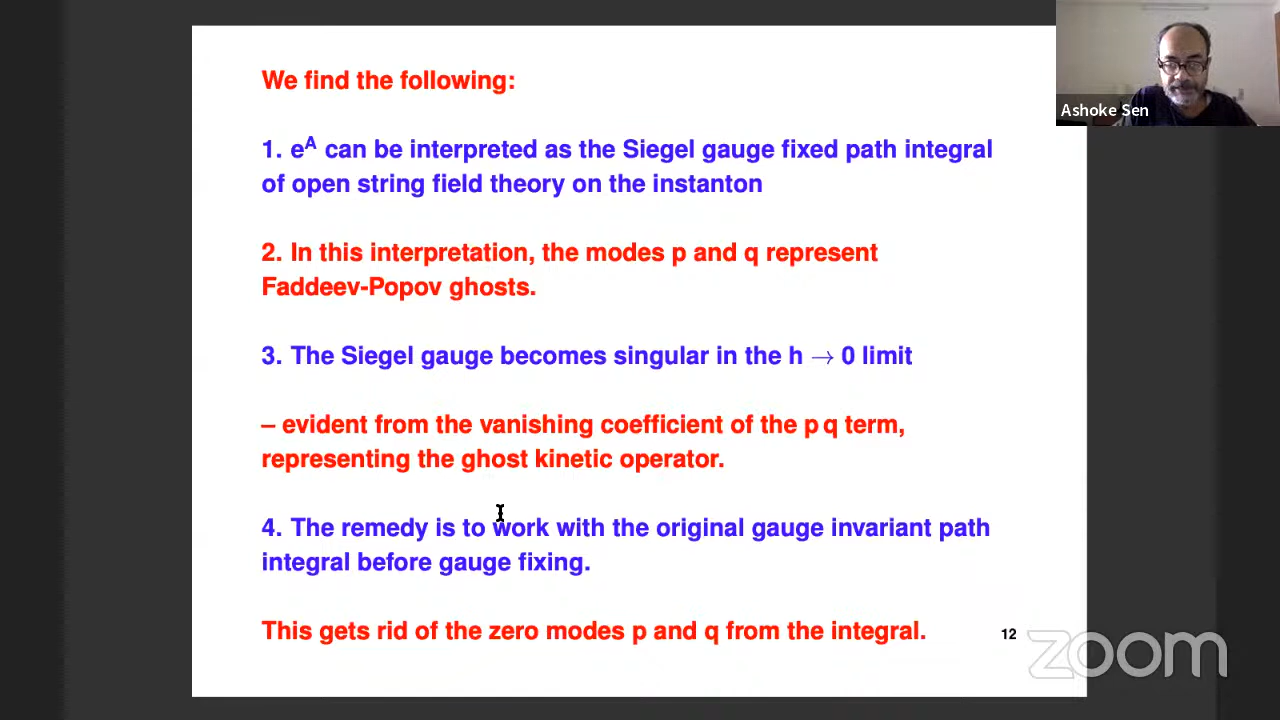 We find the following:
1. e^A can be interpreted as the Siegel gauge fixed path integral
of open string field theory on the instanton
2. In this interpretation, the modes p and q represent
Faddeev-Popov ghosts.
3. The Siegel gauge becomes singular in the h → 0 limit
– evident from the vanishing coefficient of the p q term,
representing the ghost kinetic operator.
4. The remedy is to work with the original gauge invariant path
integral before gauge fixing.
This gets rid of the zero modes p and q from the integral.
12
Ashoke Sen
zoom